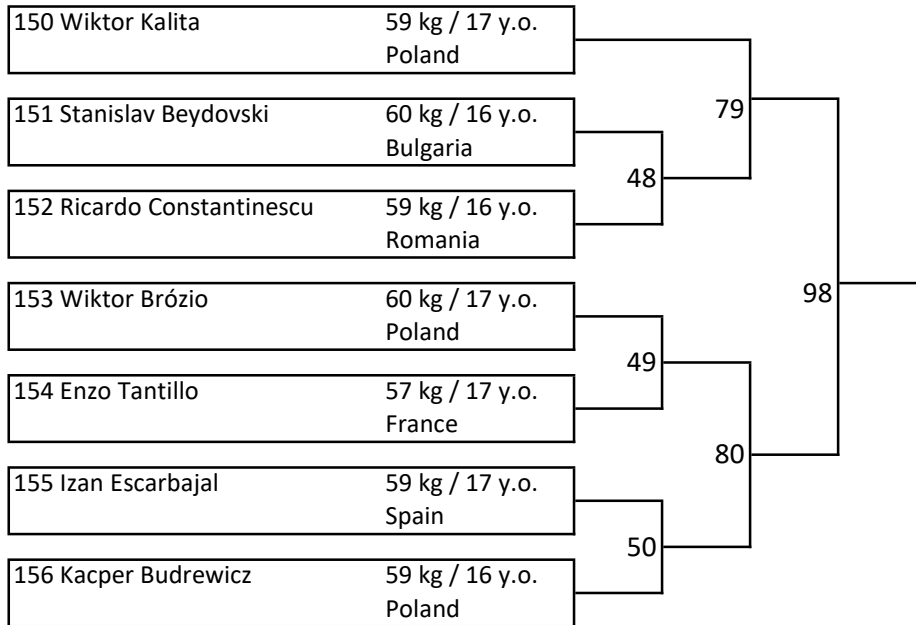 150 Wiktor Kalita 59 kg / 17 y.o.
Poland
79
151 Stanislav Beydovski 60 kg / 16 y.o.
Bulgaria
48
152 Ricardo Constantinescu 59 kg / 16 y.o.
Romania
98
153 Wiktor Brózio 60 kg / 17 y.o.
Poland
49
154 Enzo Tantillo 57 kg / 17 y.o.
France
80
155 Izan Escarbajal 59 kg / 17 y.o.
Spain
50
156 Kacper Budrewicz 59 kg / 16 y.o.
Poland